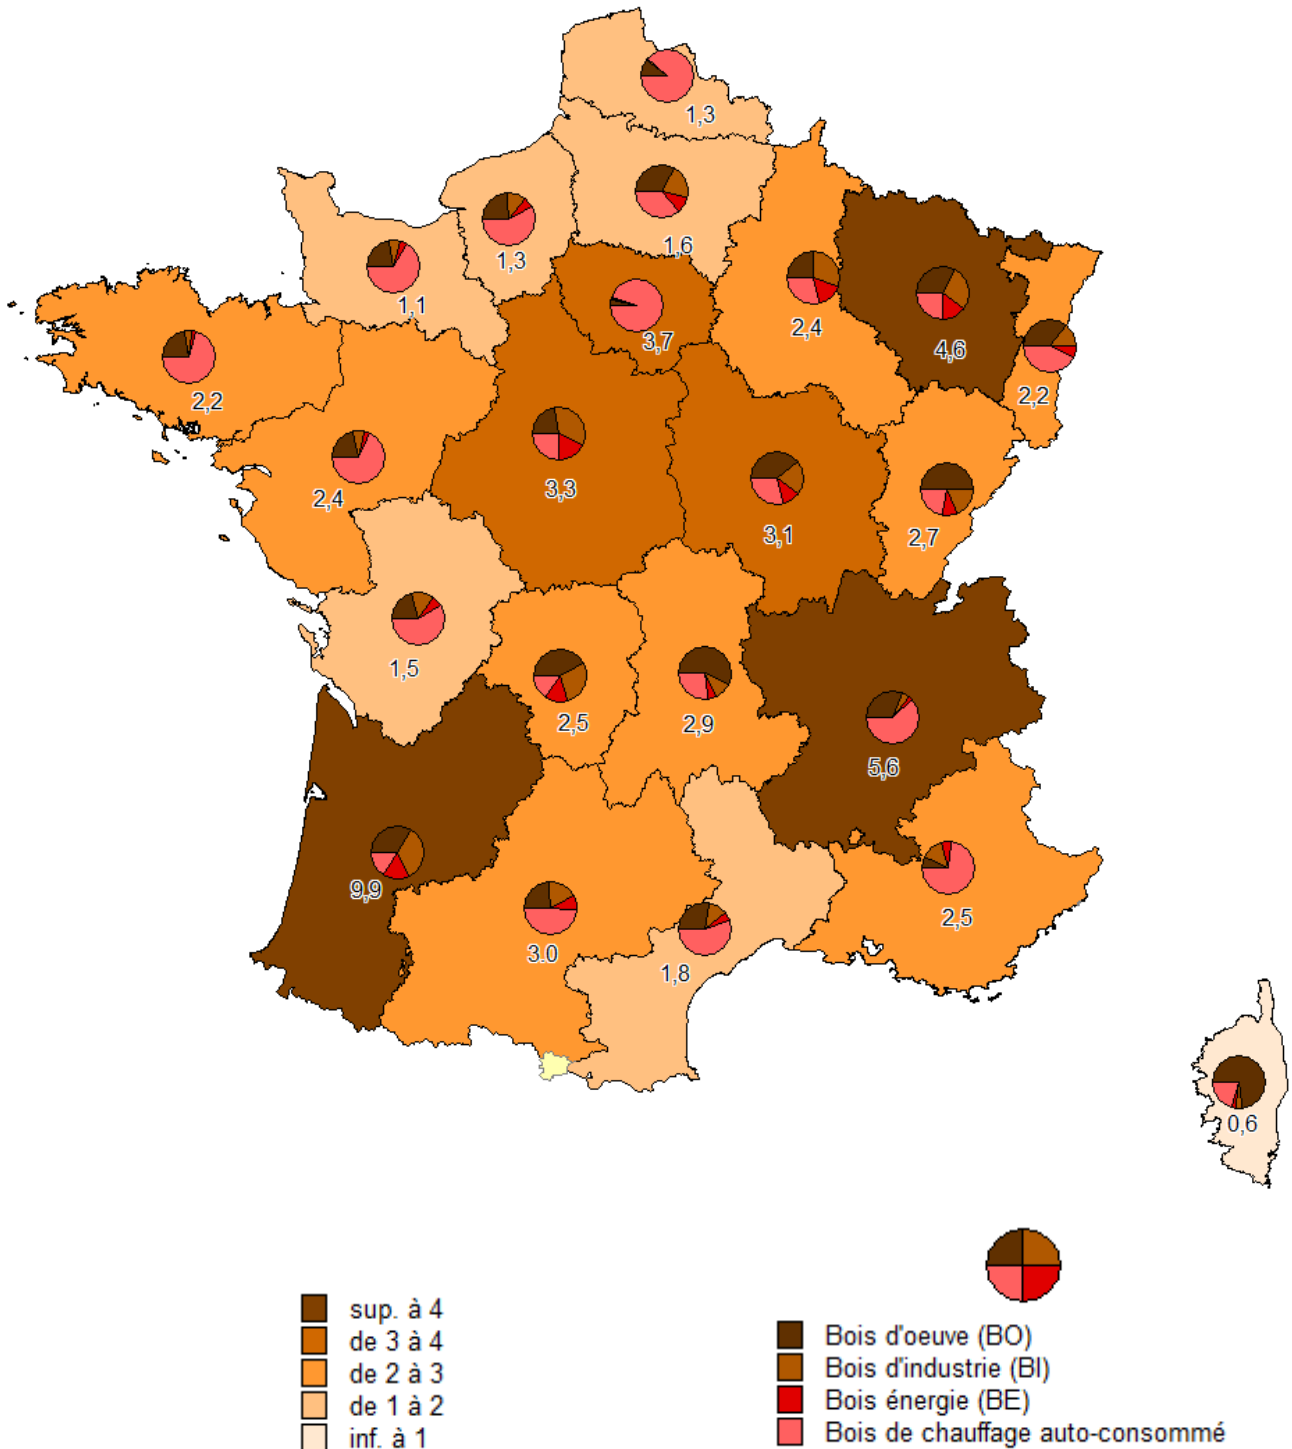 1,3
1,6
1,3
1,1
3,7
2,4
4,6
2,2
2,2
2,4
3,3
3,1
2,7
1,5
2,5
2,9
5,6
9,9
3.0
1,8
2,5
0,6
sup. à 4
de 3 à 4
de 2 à 3
de 1 à 2
inf. à 1
Bois d'oeuve (BO)
Bois d'industrie (BI)
Bois énergie (BE)
Bois de chauffage auto-consommé